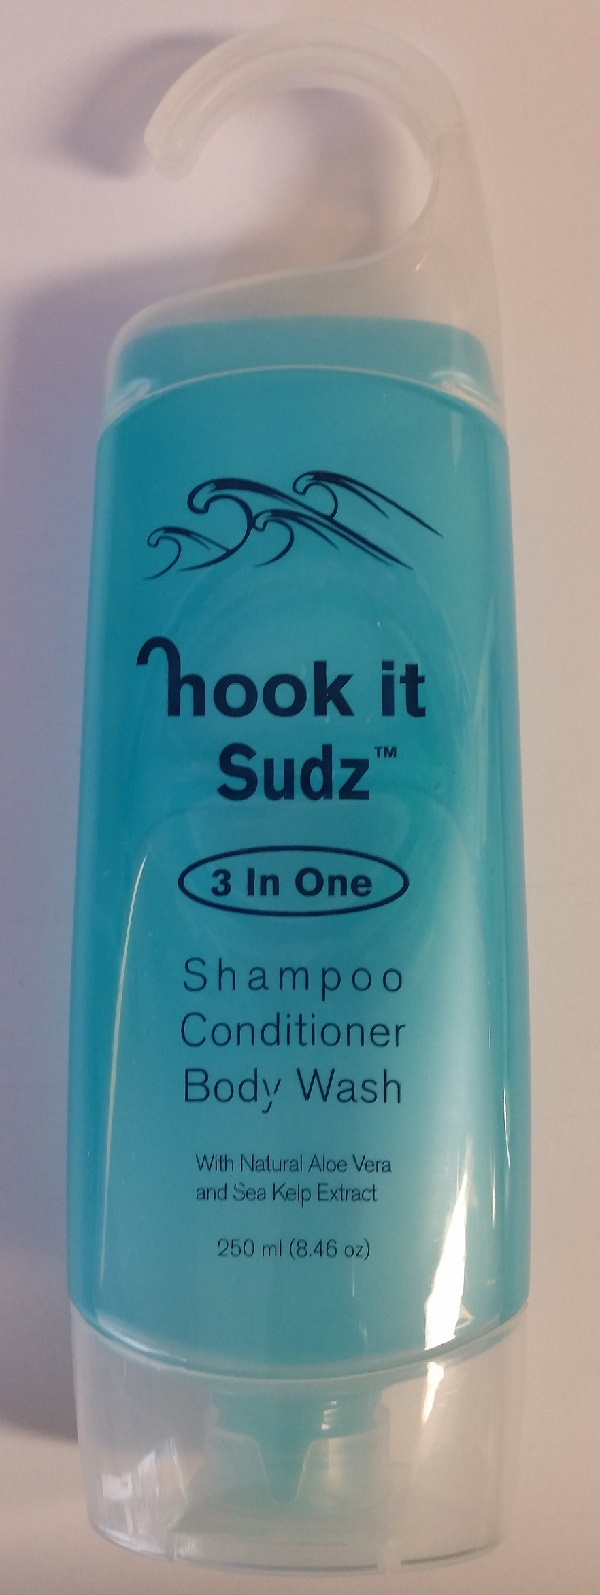 hook it
Sudz™
3 In One
Shampoo
Conditioner
Body Wash
With Natural Aloe Vera
and Sea Kelp Extract
250 ml (8.46 oz)